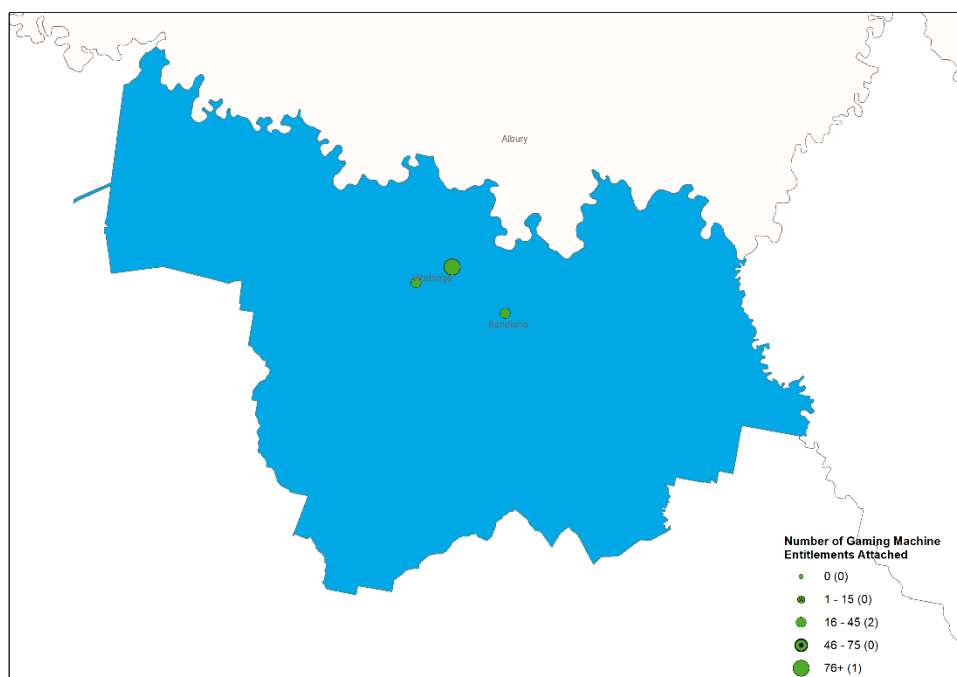 Albury
Wodonga
Bandiana
Number of Gaming Machine
Entitlements Attached
0 (0)
1 - 15 (0)
16 - 45 (2)
46 - 75 (0)
76+ (1)